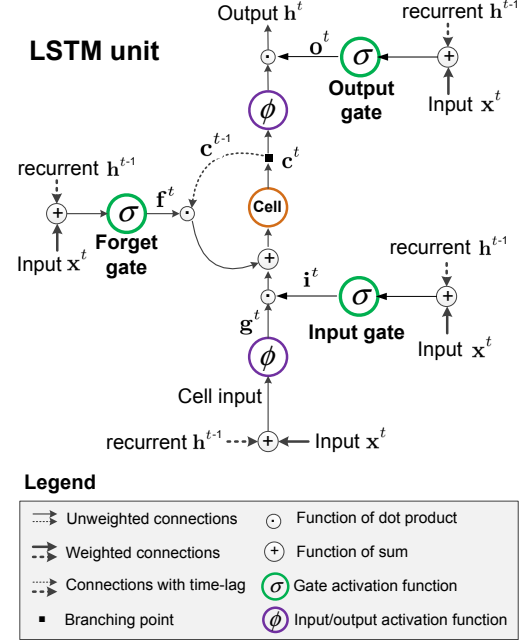 Output h^t
recurrent h^{t-1}
LSTM unit
o^t
σ
+
Output
gate
Input x^t
ϕ
c^{t-1}
c^t
recurrent h^{t-1}
f^t
+
σ
Cell
Forget
gate
Input x^t
+
recurrent h^{t-1}
i^t
σ
+
g^t
Input gate
Input x^t
ϕ
Cell input
recurrent h^{t-1}
+
Input x^t
Legend
Unweighted connections
Function of dot product
Weighted connections
+
Function of sum
Connections with time-lag
σ
Gate activation function
Branching point
ϕ
Input/output activation function